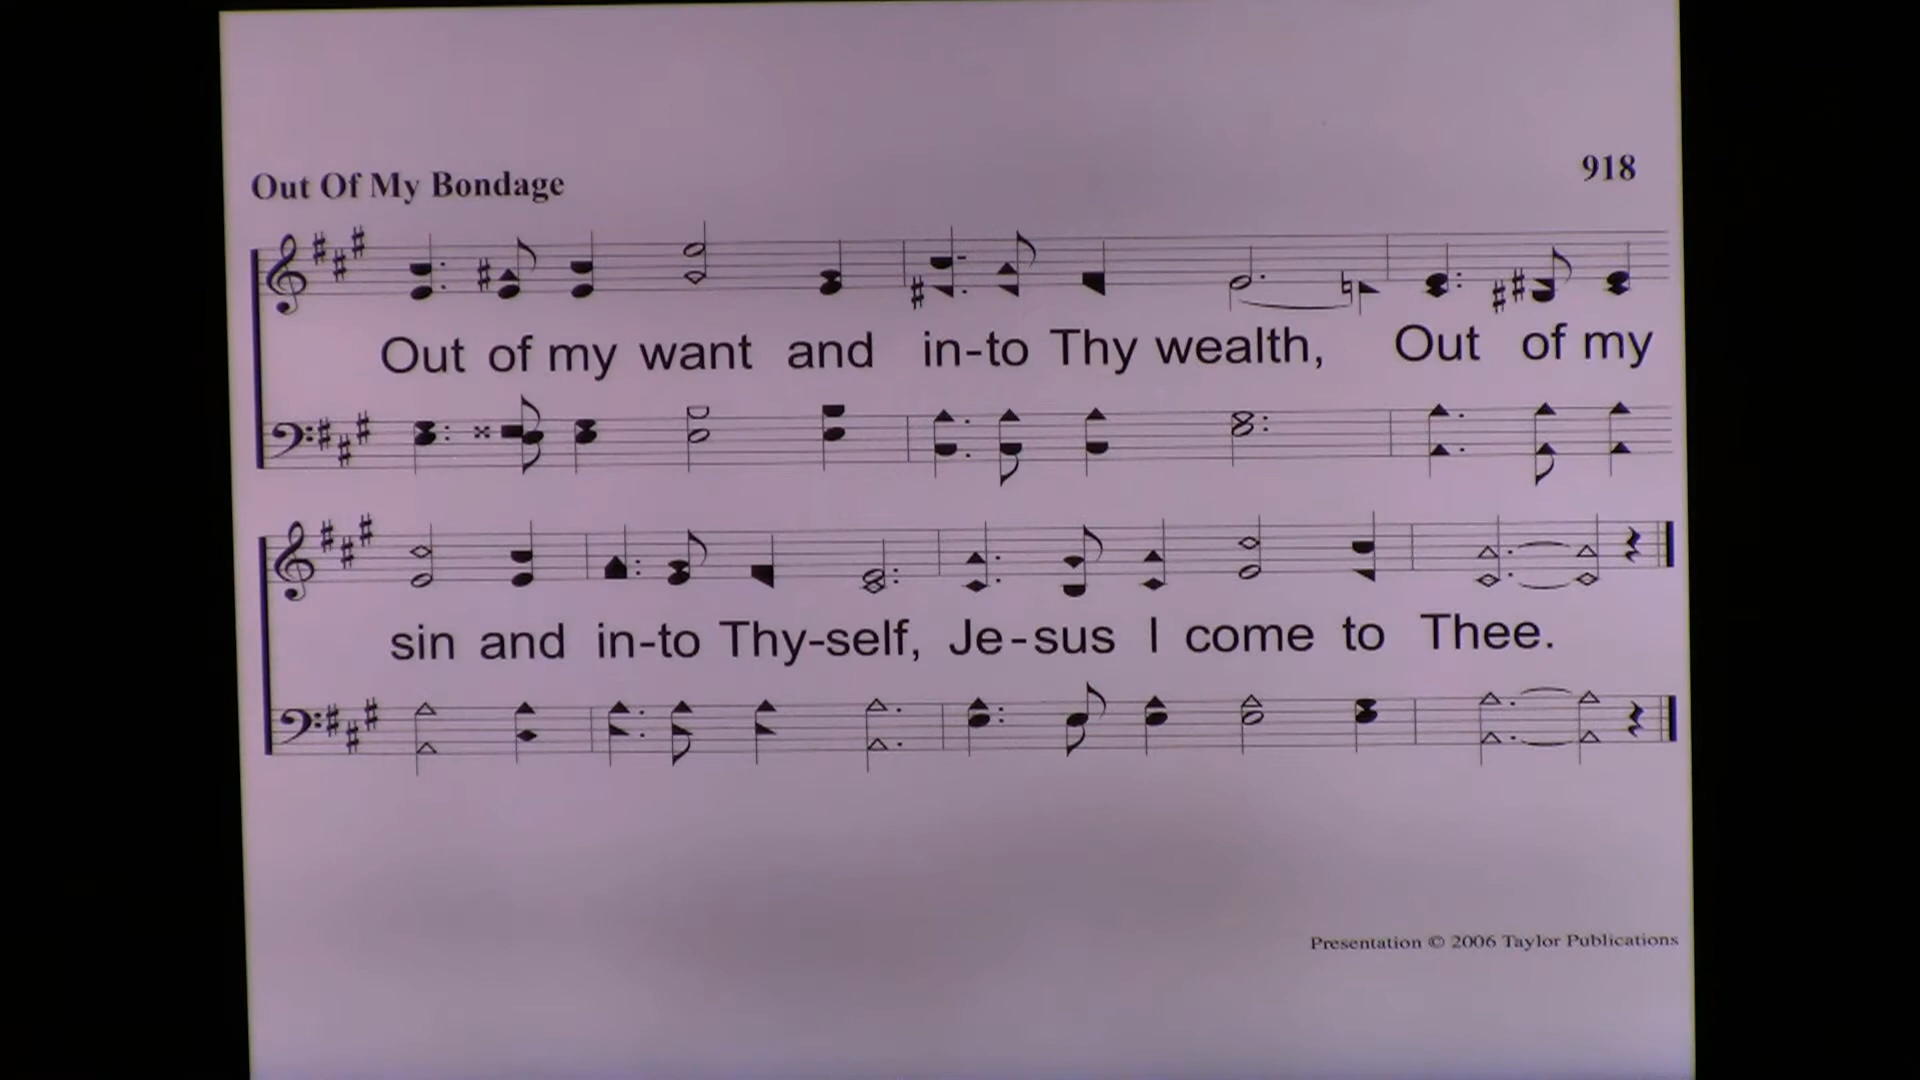 Out Of My Bondage
918
Out of my want and in-to Thy wealth, Out of my
sin and in-to Thy-self, Je-sus I come to Thee.
Presentation © 2006 Taylor Publications